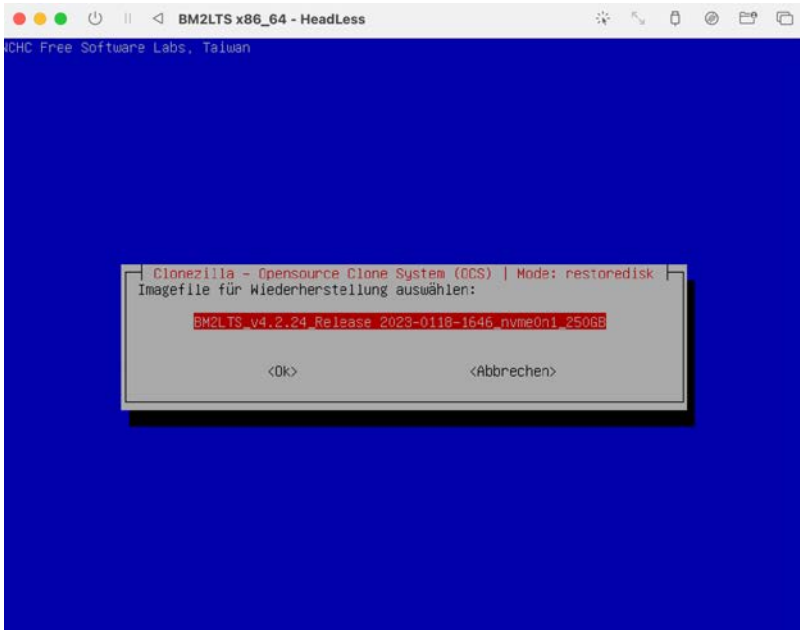 BM2LTS x86_64 - HeadLess
NCHC Free Software Labs, Taiwan
Clonezilla - Opensource Clone System (OCS) | Mode: restoredisk
Imagefile für Wiederherstellung auswählen:
BM2LTS_v4.2.24_Release 2023-0118-1646_nvme0n1_250GB
<Ok> <Abbrechen>